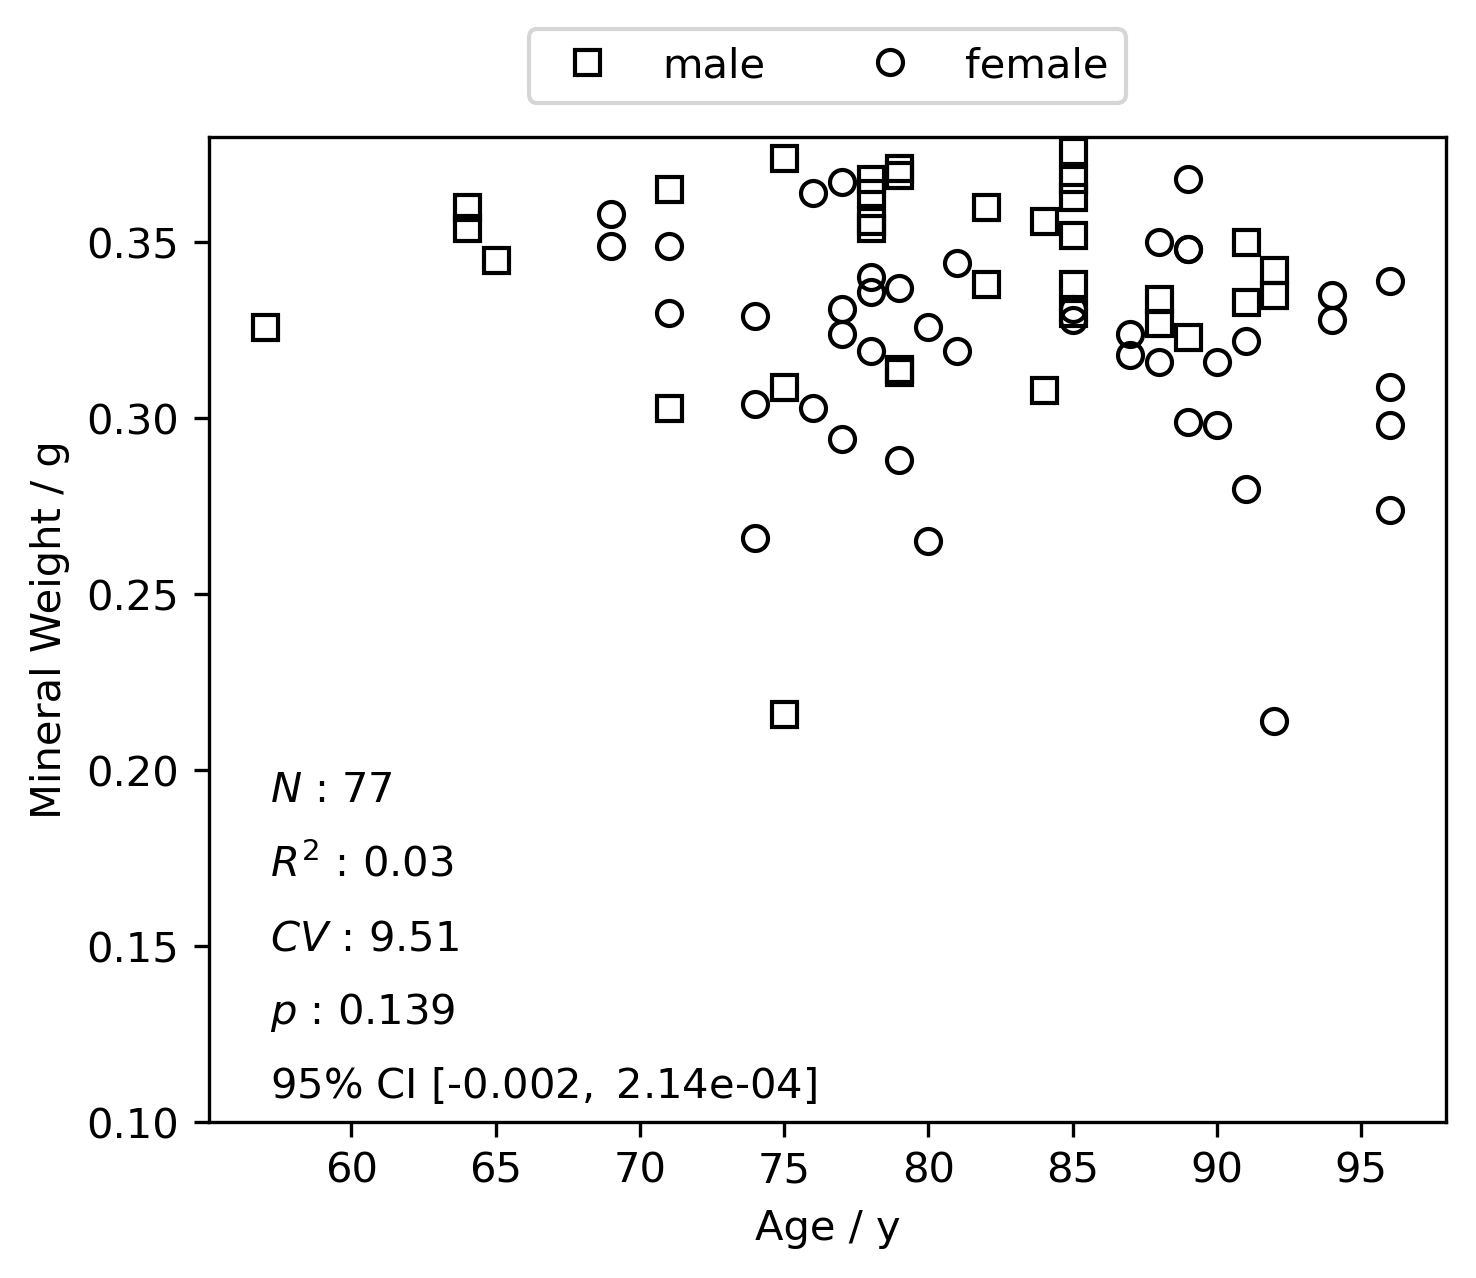 male female
0.35
0.30
0.25
0.20
0.15
0.10
Mineral Weight / g
N : 77
R² : 0.03
CV : 9.51
p : 0.139
95% CI [-0.002, 2.14e-04]
60 65 70 75 80 85 90 95
Age / y